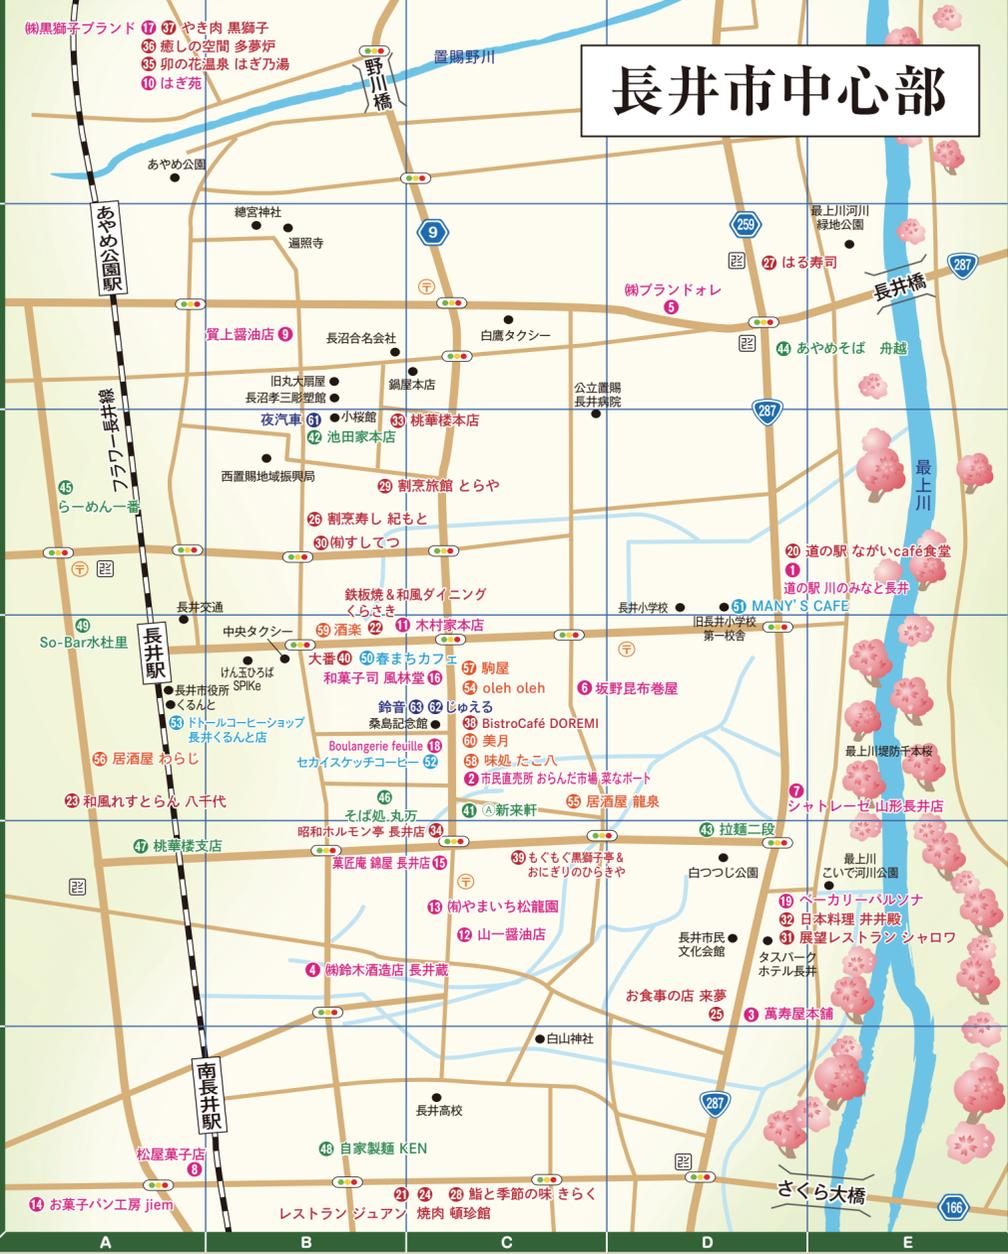 ㈱黒獅子ブランド 17 37 やき肉 黒獅子
36 癒しの空間 多夢炉
35 卯の花温泉 はぎ乃湯
10 はぎ苑
置賜野川
野川橋
長井市中心部
あやめ公園
あやめ公園駅
總宮神社
遍照寺
9
259
最上川河川
緑地公園
27 はる寿司
287
長井橋
㈱ブランドォレ
5
貿上醤油店 9
長沼合名会社
白鷹タクシー
44 あやめそば 舟越
鍋屋本店
旧丸大扇屋
長沼孝三彫塑館
公立置賜
長井病院
287
フラワー長井線
夜汽車 61
小桜館
33 桃華楼本店
42 池田家本店
西置賜地域振興局
最上川
45
らーめん一番
29 割烹旅館 とらや
26 割烹寿し 紀もと
30 ㈲すしてつ
20 道の駅 ながいcafé食堂
1
道の駅 川のみなと長井
鉄板焼&和風ダイニング
くらさき
長井交通
長井小学校
51 MANY'S CAFE
旧長井小学校
第一校舎
49
So-Bar水杜里
長井駅
中央タクシー
59 酒楽 22
11 木村家本店
大番 40 50 春まちカフェ
けん玉ひろば
SPIKe
和菓子司 風林堂 16
57 駒屋
54 oleh oleh
6 坂野昆布巻屋
長井市役所
くるんと
鈴音 63 62 じゅえる
桑島記念館
38 BistroCafé DOREMI
53 ドトールコーヒーショップ
長井くるんと店
Boulangerie feuille 18
60 美月
セカイスケッチコーヒー 52
58 味処 たこ八
最上川堤防千本桜
56 居酒屋 わらじ
2 市民直売所 おらんだ市場 菜なポート
7
シャトレーゼ 山形長井店
23 和風れすとらん 八千代
46
そば処 丸万
41 Ⓐ新来軒
55 居酒屋 龍泉
昭和ホルモン亭 長井店 34
43 拉麺二段
47 桃華楼支店
菓匠庵 錦屋 長井店 15
39 もぐもぐ黒獅子亭&
おにぎりのひらきや
白つつじ公園
最上川
こいで河川公園
13 ㈲やまいち松龍園
19 ベーカリーパルソナ
32 日本料理 井井殿
31 展望レストラン シャロワ
12 山一醤油店
長井市民
文化会館
タスパーク
ホテル長井
4 ㈱鈴木酒造店 長井蔵
お食事の店 来夢
25
3 萬寿屋本舗
白山神社
南長井駅
長井高校
287
48 自家製麺 KEN
松屋菓子店
8
さくら大橋
14 お菓子パン工房 jiem
21 24 28 鮨と季節の味 きらく
レストラン ジュアン 焼肉 頓珍館
166
A B C D E